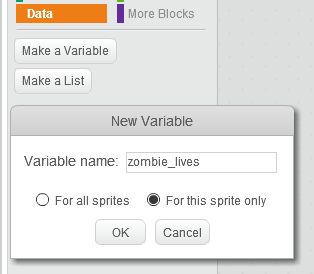 Data More Blocks
Make a Variable
Make a List
New Variable
Variable name: zombie_lives
For all sprites For this sprite only
OK Cancel